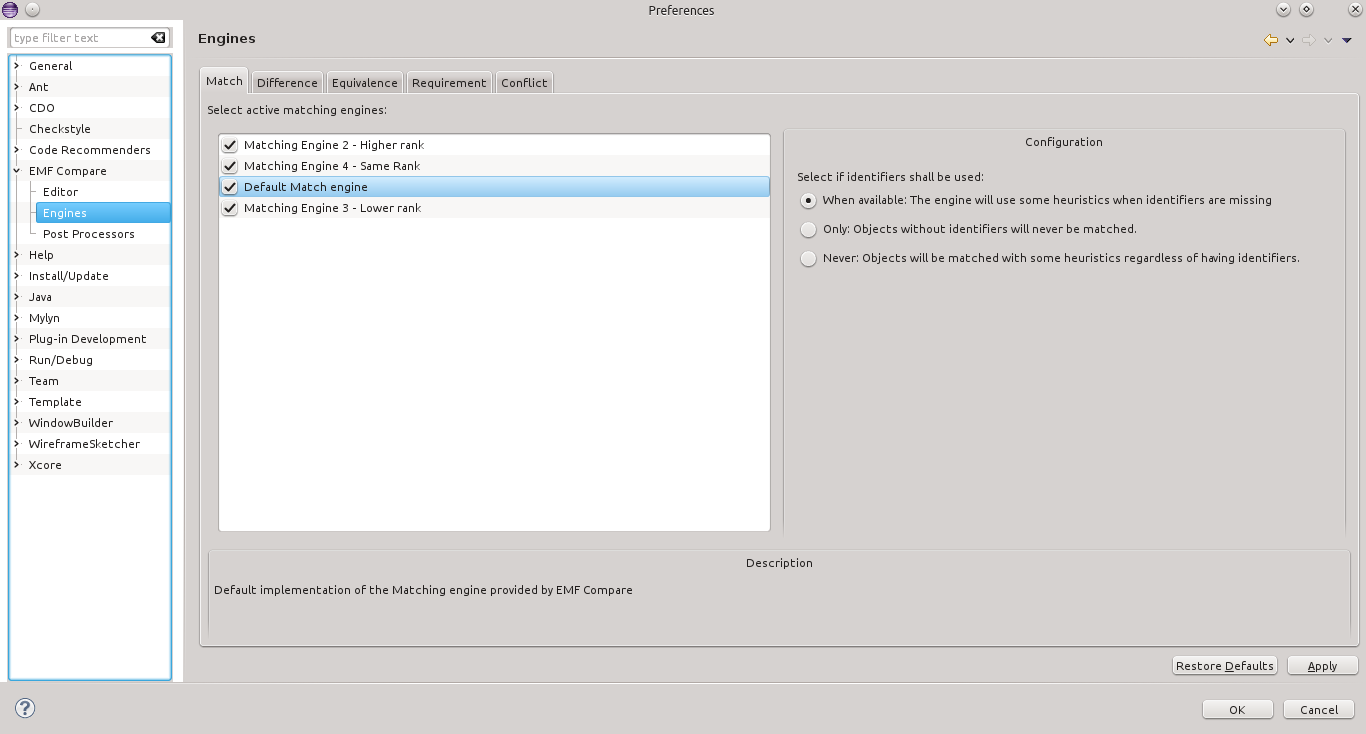 Preferences
type filter text
General
Ant
CDO
Checkstyle
Code Recommenders
EMF Compare
Editor
Engines
Post Processors
Help
Install/Update
Java
Mylyn
Plug-in Development
Run/Debug
Team
Template
WindowBuilder
WireframeSketcher
Xcore
Engines
Match Difference Equivalence Requirement Conflict
Select active matching engines:
Matching Engine 2 - Higher rank
Matching Engine 4 - Same Rank
Default Match engine
Matching Engine 3 - Lower rank
Configuration
Select if identifiers shall be used:
When available: The engine will use some heuristics when identifiers are missing
Only: Objects without identifiers will never be matched.
Never: Objects will be matched with some heuristics regardless of having identifiers.
Description
Default implementation of the Matching engine provided by EMF Compare
Restore Defaults Apply
? OK Cancel